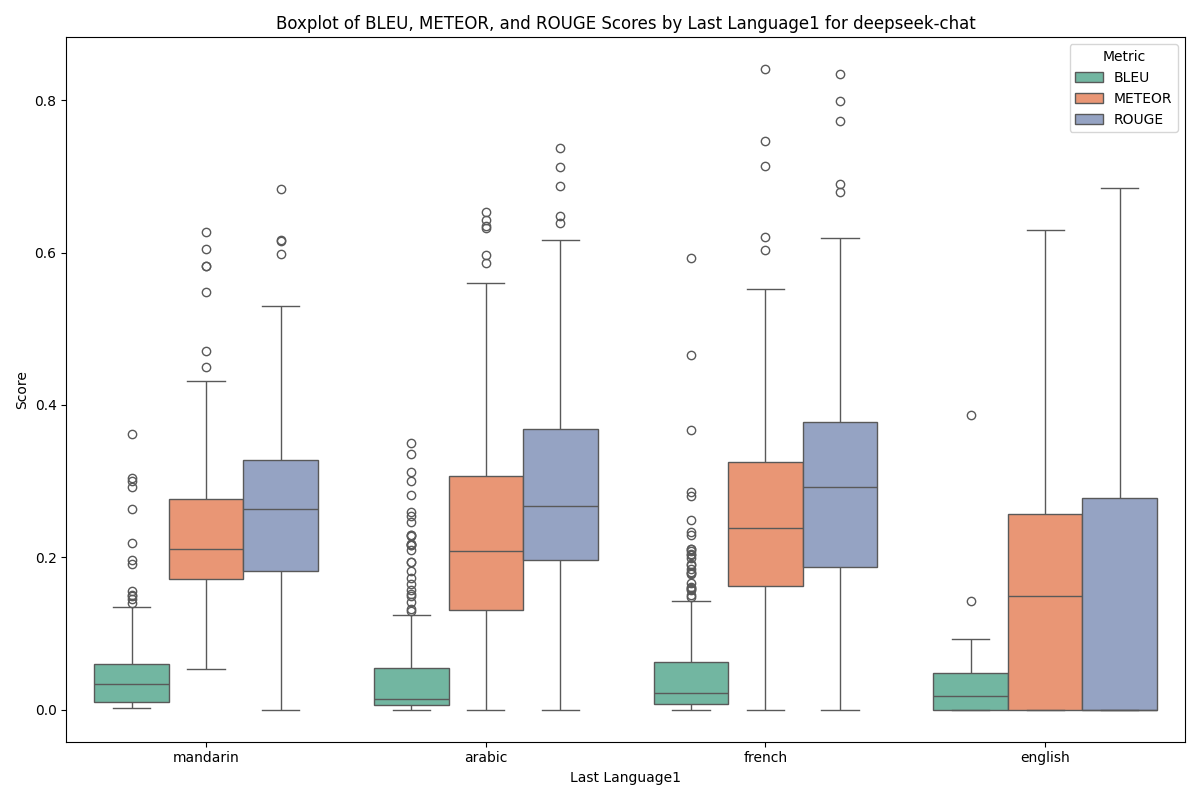 Boxplot of BLEU, METEOR, and ROUGE Scores by Last Language1 for deepseek-chat
Metric
BLEU
METEOR
ROUGE
Score
0.8
0.6
0.4
0.2
0.0
mandarin
arabic
french
english
Last Language1